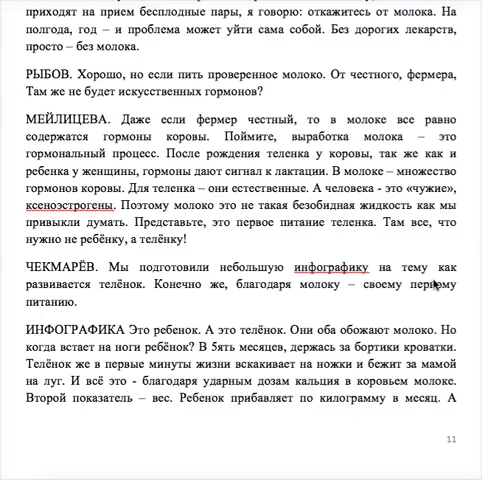 приходят на прием бесплодные пары, я говорю: откажитесь от молока. На
полгода, год – и проблема может уйти сама собой. Без дорогих лекарств,
просто – без молока.
РЫБОВ. Хорошо, но если пить проверенное молоко. От честного, фермера,
Там же не будет искусственных гормонов?
МЕЙЛИЦЕВА. Даже если фермер честный, то в молоке все равно
содержатся гормоны коровы. Поймите, выработка молока – это
гормональный процесс. После рождения теленка у коровы, так же как и
ребенка у женщины, гормоны дают сигнал к лактации. В молоке – множество
гормонов коровы. Для теленка – они естественные. А человека - это «чужие»,
ксеноэстрогены. Поэтому молоко это не такая безобидная жидкость как мы
привыкли думать. Представьте, это первое питание теленка. Там все, что
нужно не ребёнку, а телёнку!
ЧЕКМАРЁВ. Мы подготовили небольшую инфографику на тему как
развивается телёнок. Конечно же, благодаря молоку – своему первому
питанию.
ИНФОГРАФИКА Это ребенок. А это телёнок. Они оба обожают молоко. Но
когда встает на ноги ребёнок? В 5ять месяцев, держась за бортики кроватки.
Телёнок же в первые минуты жизни вскакивает на ножки и бежит за мамой
на луг. И всё это - благодаря ударным дозам кальция в коровьем молоке.
Второй показатель – вес. Ребенок прибавляет по килограмму в месяц. А
11